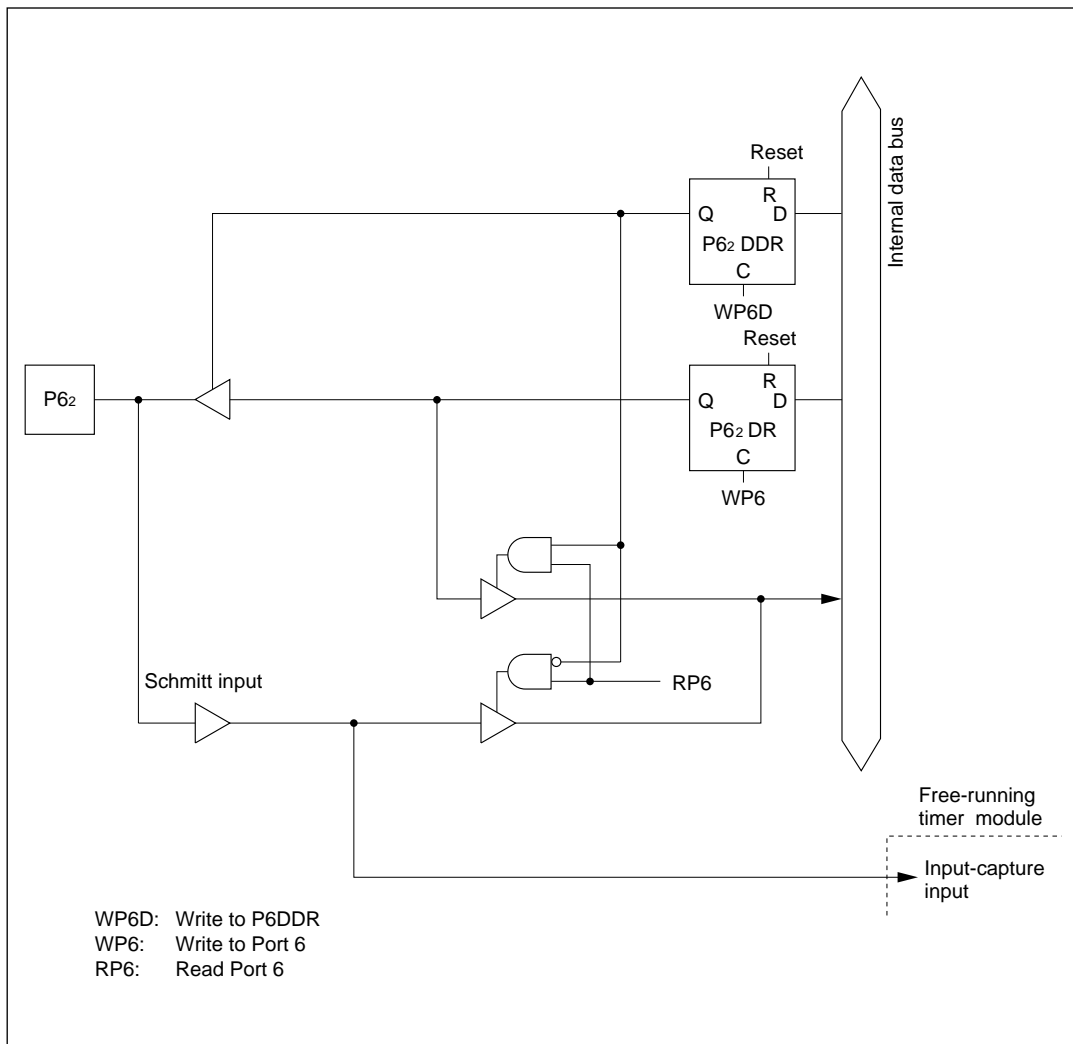 Reset
R
Q D
P6₂ DDR
C
WP6D
Reset
R
Q D
P6₂ DR
C
WP6
Internal data bus
P6₂
RP6
Schmitt input
Free-running
timer module
Input-capture
input
WP6D: Write to P6DDR
WP6: Write to Port 6
RP6: Read Port 6